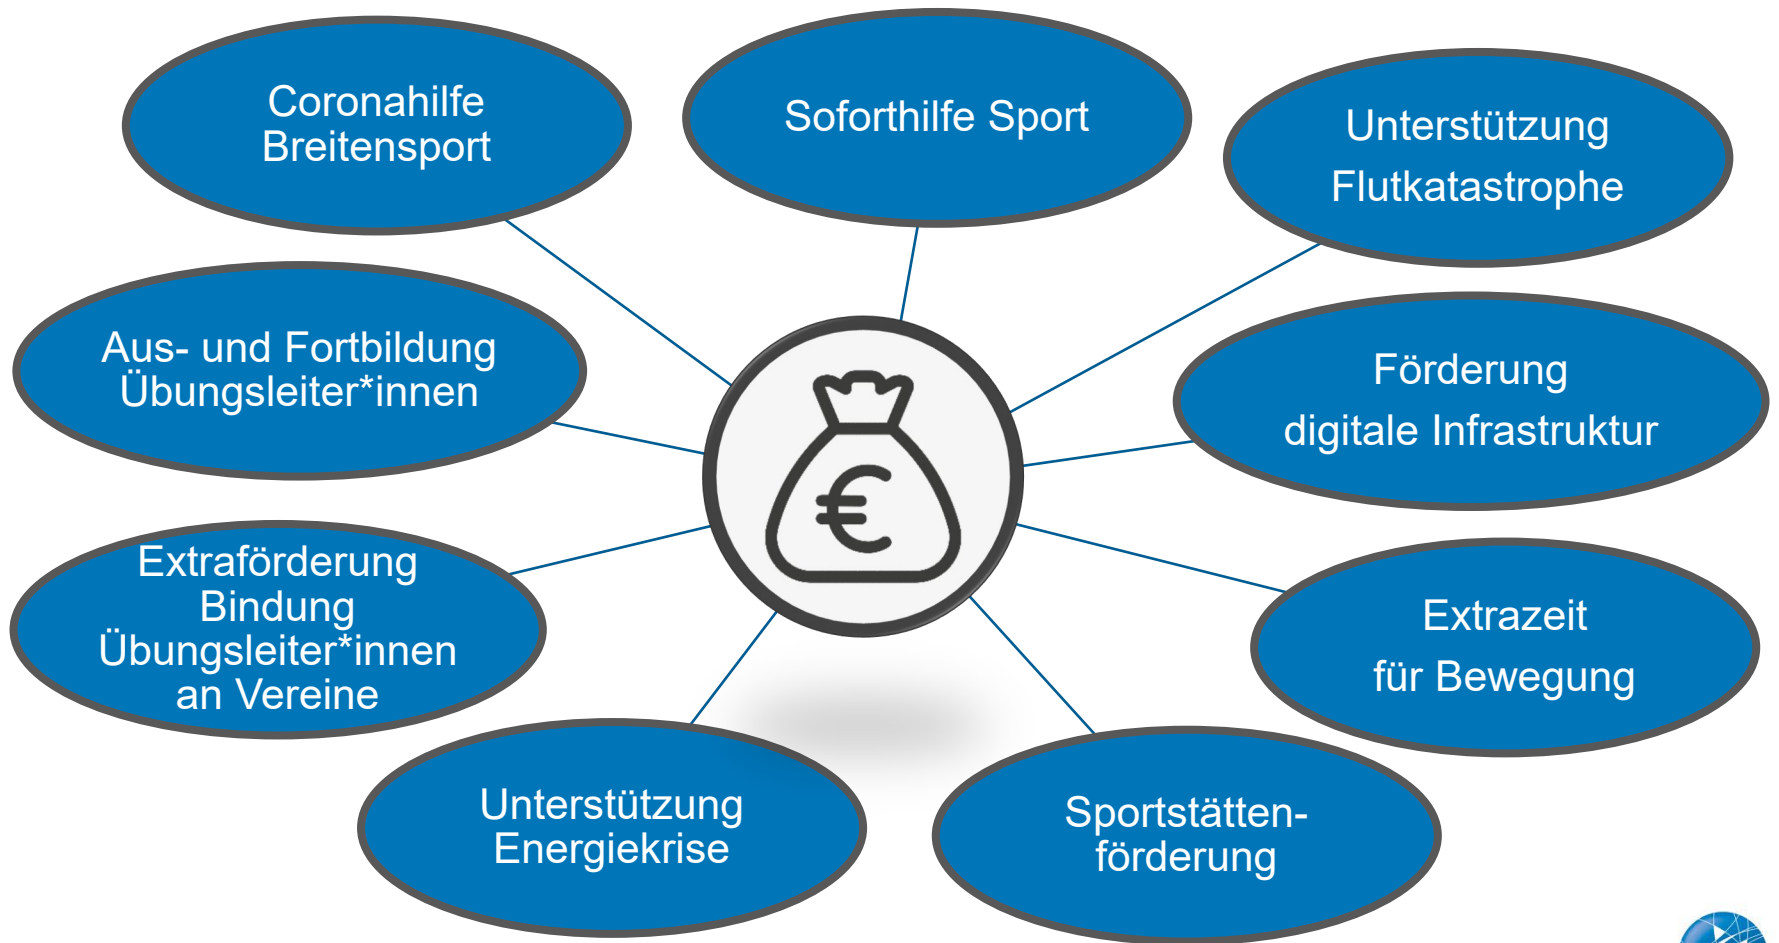 Coronahilfe
Breitensport
Soforthilfe Sport
Unterstützung
Flutkatastrophe
Aus- und Fortbildung
Übungsleiter*innen
Förderung
digitale Infrastruktur
€
Extraförderung
Bindung
Übungsleiter*innen
an Vereine
Extrazeit
für Bewegung
Unterstützung
Energiekrise
Sportstätten-
förderung